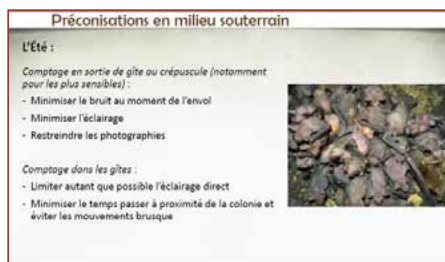 Préconisations en milieu souterrain
L'Été :
Comptage en sortie de gîte au crépuscule (notamment
pour les plus sensibles) :
- Minimiser le bruit au moment de l'envol
- Minimiser l'éclairage
- Restreindre les photographies
Comptage dans les gîtes :
- Limiter autant que possible l'éclairage direct
- Minimiser le temps passer à proximité de la colonie et
éviter les mouvements brusque